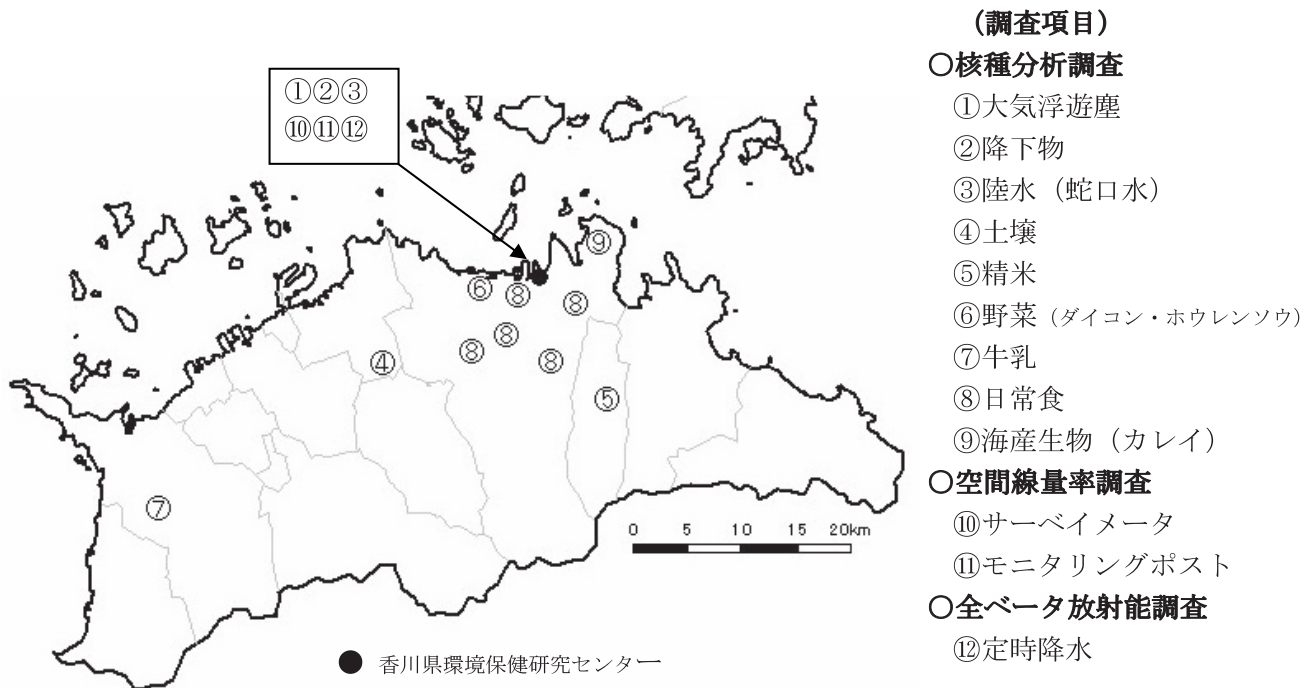 ①②③
⑩⑪⑫
⑨
⑥
⑧
⑧
⑧
⑧
④
⑧
⑤
⑦
0 5 10 15 20km
● 香川県環境保健研究センター
（調査項目）
○核種分析調査
①大気浮遊塵
②降下物
③陸水（蛇口水）
④土壌
⑤精米
⑥野菜（ダイコン・ホウレンソウ）
⑦牛乳
⑧日常食
⑨海産生物（カレイ）
○空間線量率調査
⑩サーベイメータ
⑪モニタリングポスト
○全ベータ放射能調査
⑫定時降水